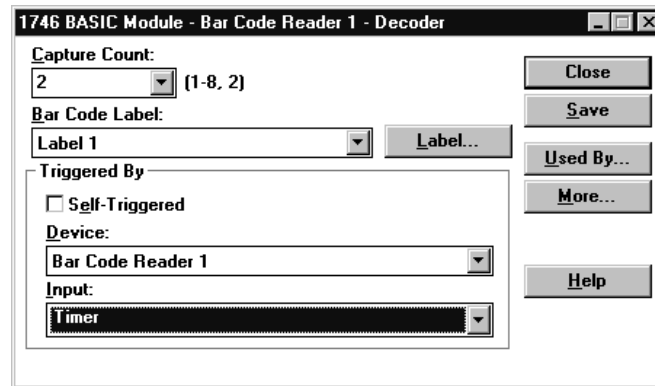 1746 BASIC Module - Bar Code Reader 1 - Decoder
Capture Count:
2 (1-8, 2)
Close
Save
Bar Code Label:
Label 1
Label...
Used By...
More...
Triggered By
Self-Triggered
Device:
Bar Code Reader 1
Input:
Timer
Help